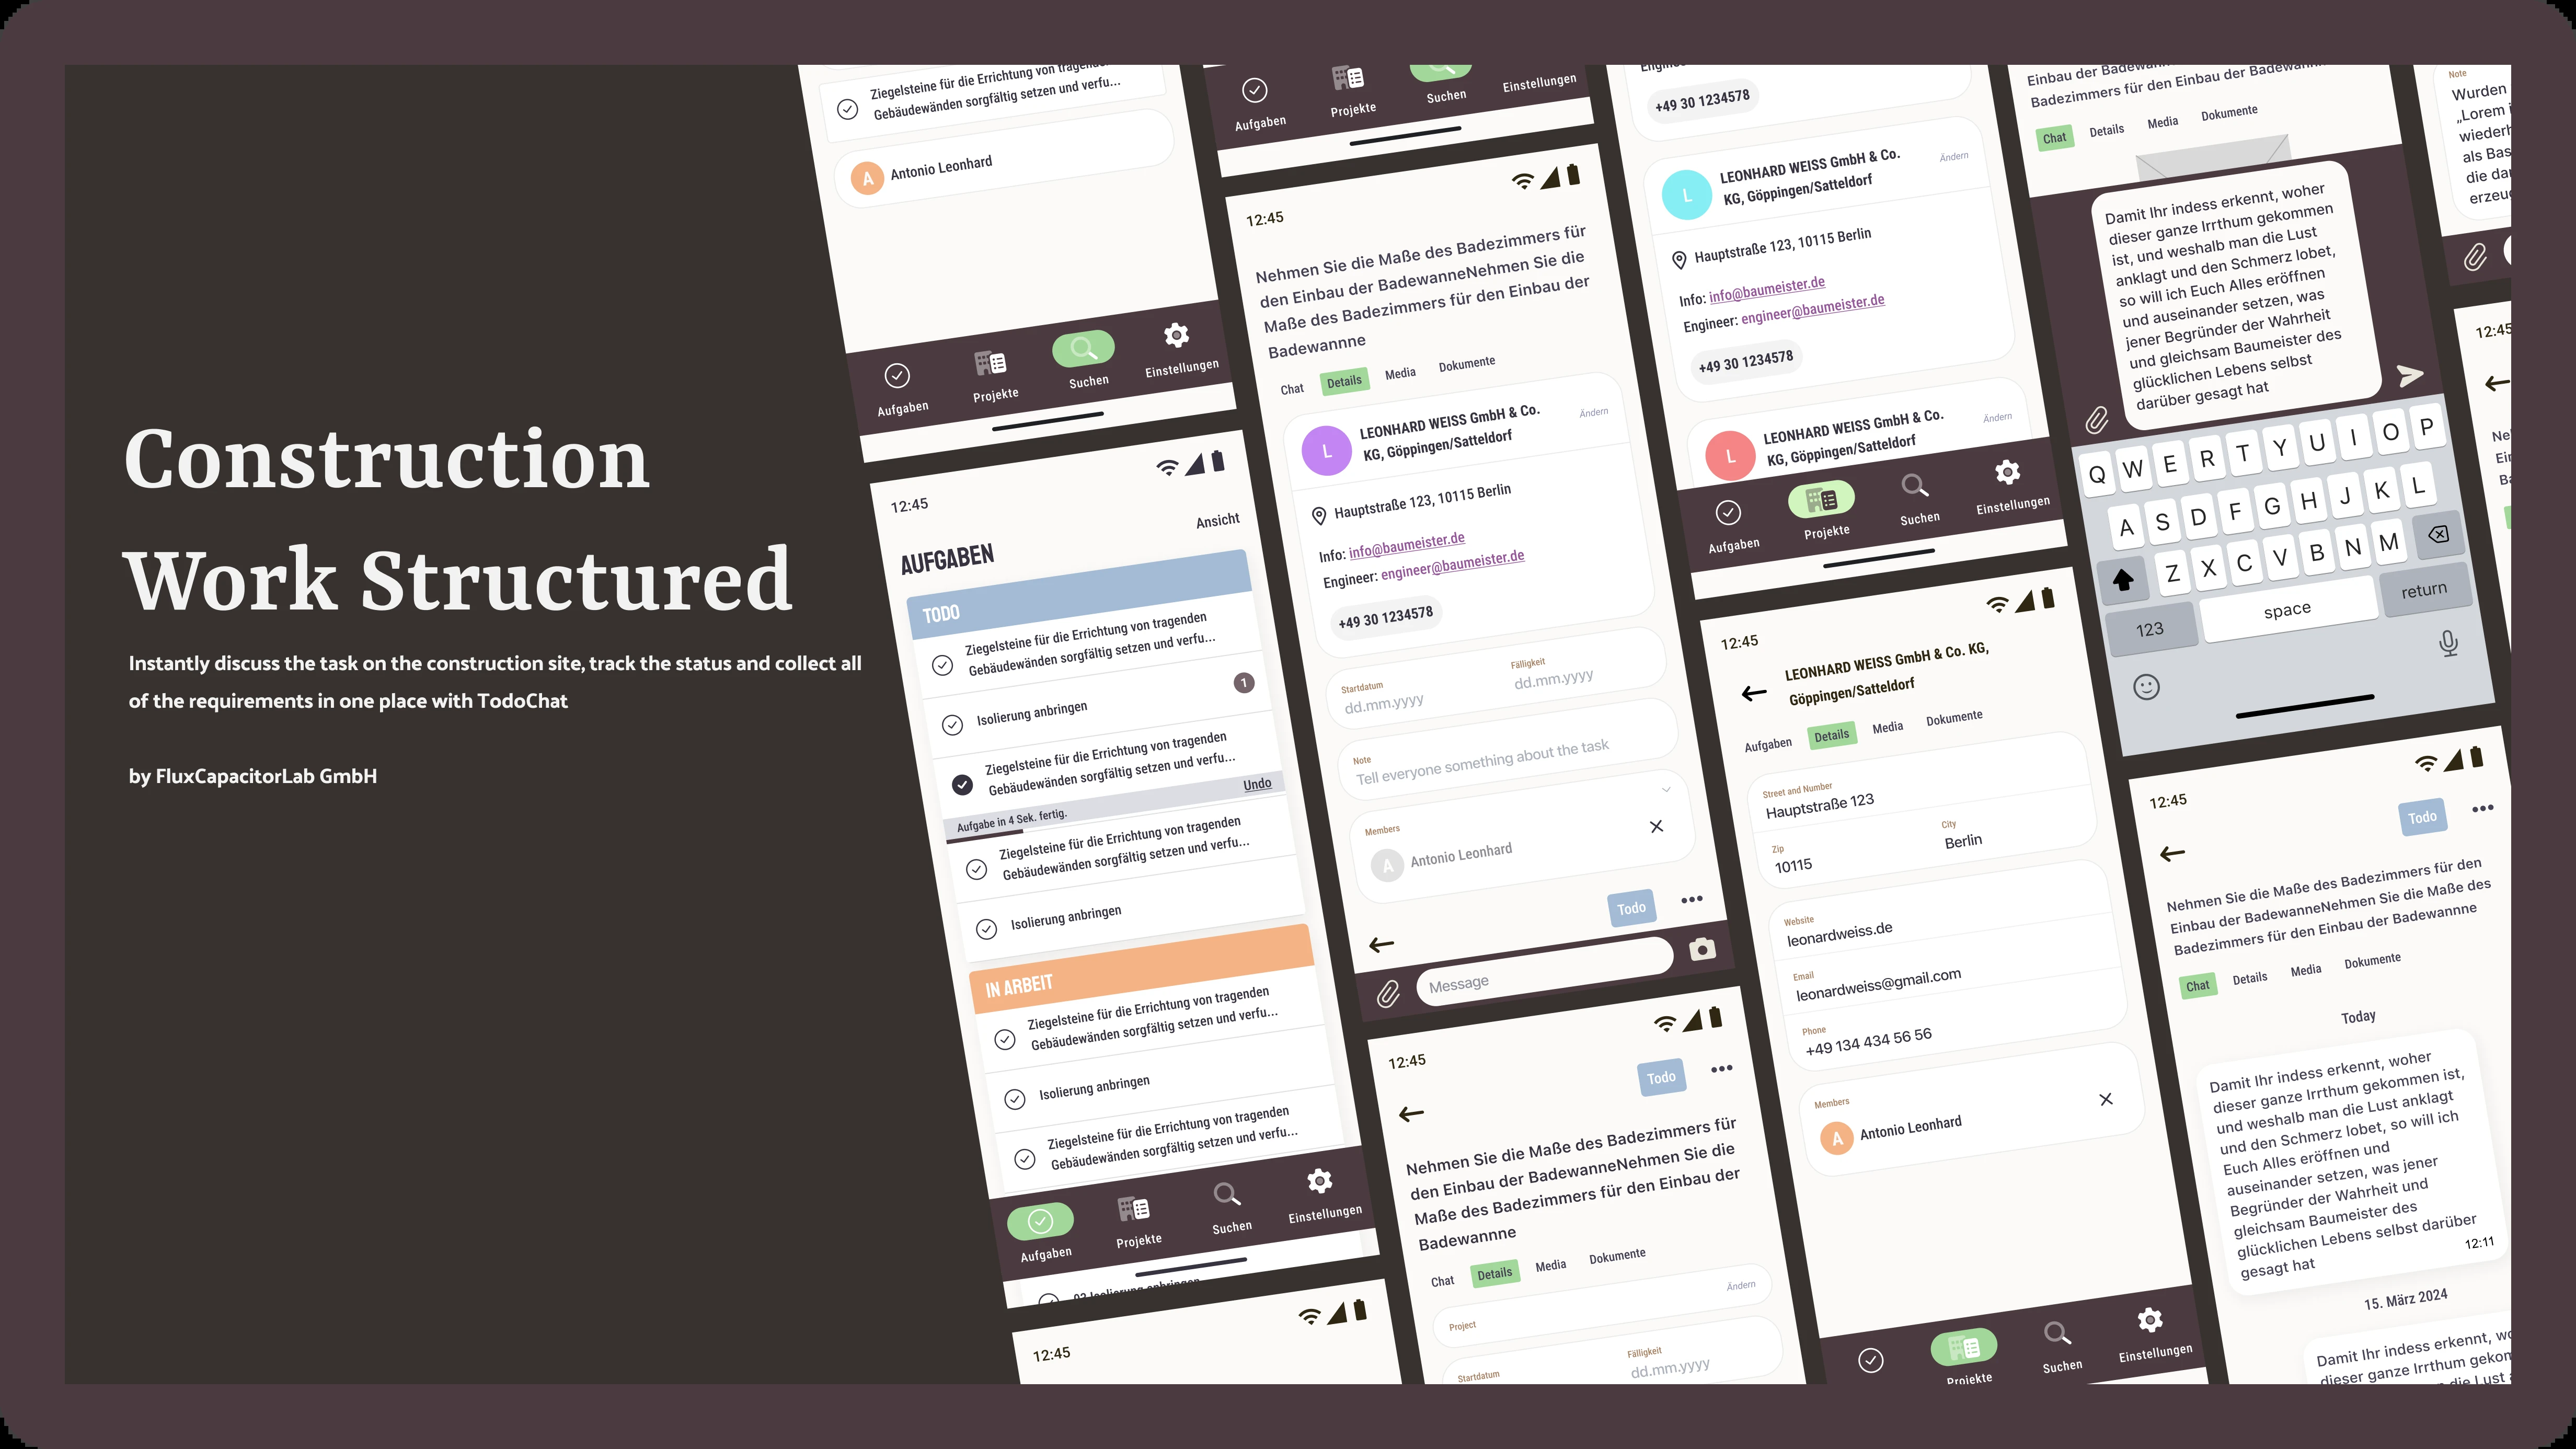 Construction
Work Structured
Instantly discuss the task on the construction site, track the status and collect all
of the requirements in one place with TodoChat
by FluxCapacitorLab GmbH
Ziegelsteine für die Errichtung von
Gebäudewänden sorgfältig setzen und verfu...
A Antonio Leonhard
Aufgaben
Projekte
Suchen
Einstellungen
12:45
Ansicht
AUFGABEN
TODO
Ziegelsteine für die Errichtung von tragenden
Gebäudewänden sorgfältig setzen und verfu...
1
Isolierung anbringen
Ziegelsteine für die Errichtung von tragenden
Gebäudewänden sorgfältig setzen und verfu...
Aufgabe in 4 Sek. fertig. Undo
Ziegelsteine für die Errichtung von tragenden
Gebäudewänden sorgfältig setzen und verfu...
Isolierung anbringen
IN ARBEIT
Ziegelsteine für die Errichtung von tragenden
Gebäudewänden sorgfältig setzen und verfu...
Isolierung anbringen
Ziegelsteine für die Errichtung von tragenden
Gebäudewänden sorgfältig setzen und verfu...
Aufgaben
Projekte
Suchen
Einstellungen
12:45
Aufgaben
Projekte
Suchen
Einstellungen
12:45
Nehmen Sie die Maße des Badezimmers für
den Einbau der BadewanneNehmen Sie die
Maße des Badezimmers für den Einbau der
Badewannne
Chat Details Media Dokumente
L
LEONHARD WEISS GmbH & Co. Ändern
KG, Göppingen/Satteldorf
Hauptstraße 123, 10115 Berlin
Info: info@baumeister.de
Engineer: engineer@baumeister.de
+49 30 1234578
Startdatum Fälligkeit
dd.mm.yyyy dd.mm.yyyy
Note
Tell everyone something about the task
Members
A Antonio Leonhard
Todo
Message
12:45
Todo
Nehmen Sie die Maße des Badezimmers für
den Einbau der BadewanneNehmen Sie die
Maße des Badezimmers für den Einbau der
Badewannne
Chat Details Media Dokumente
Project Ändern
Startdatum Fälligkeit
dd.mm.yyyy
+49 30 1234578
L
LEONHARD WEISS GmbH & Co. Ändern
KG, Göppingen/Satteldorf
Hauptstraße 123, 10115 Berlin
Info: info@baumeister.de
Engineer: engineer@baumeister.de
+49 30 1234578
L
LEONHARD WEISS GmbH & Co. Ändern
KG, Göppingen/Satteldorf
Aufgaben
Projekte
Suchen
Einstellungen
12:45
LEONHARD WEISS GmbH & Co. KG,
Göppingen/Satteldorf
Aufgaben Details Media Dokumente
Street and Number
Hauptstraße 123
Zip City
10115 Berlin
Website
leonardweiss.de
Email
leonardweiss@gmail.com
Phone
+49 134 434 56 56
Members
A Antonio Leonhard
Projekte
Suchen
Einstellungen
Einbau der
Badezimmers für den Einbau der
Chat Details Media Dokumente
Damit Ihr indess erkennt, woher
dieser ganze Irrthum gekommen
ist, und weshalb man die Lust
anklagt und den Schmerz lobet,
so will ich Euch Alles eröffnen
und auseinander setzen, was
jener Begründer der Wahrheit
und gleichsam Baumeister des
glücklichen Lebens selbst
darüber gesagt hat
Q W E R T Y U I O P
A S D F G H J K L
Z X C V B N M
123 space return
12:45
Todo
Nehmen Sie die Maße des Badezimmers für den
Einbau der BadewanneNehmen Sie die Maße des
Badezimmers für den Einbau der Badewannne
Chat Details Media Dokumente
Today
Damit Ihr indess erkennt, woher
dieser ganze Irrthum gekommen ist,
und weshalb man die Lust anklagt
und den Schmerz lobet, so will ich
Euch Alles eröffnen und
auseinander setzen, was jener
Begründer der Wahrheit und
gleichsam Baumeister des
glücklichen Lebens selbst darüber
gesagt hat
12:11
15. März 2024
Damit Ihr indess erkennt,
dieser ganze Irrthum
die Lust
Note
Wurden
„Lorem
als
die
12:45